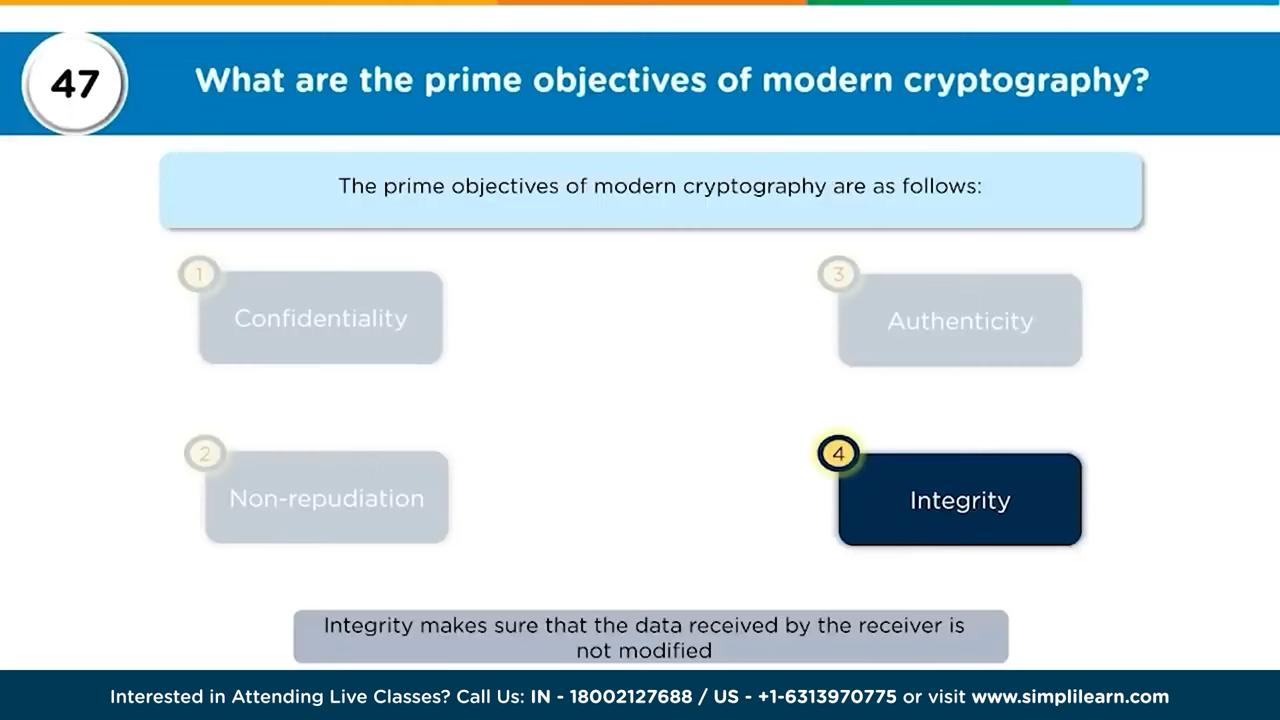 47
What are the prime objectives of modern cryptography?
The prime objectives of modern cryptography are as follows:
1
Confidentiality
2
Non-repudiation
3
Authenticity
4
Integrity
Integrity makes sure that the data received by the receiver is
not modified
Interested in Attending Live Classes? Call Us: IN - 18002127688 / US - +1-6313970775 or visit www.simplilearn.com